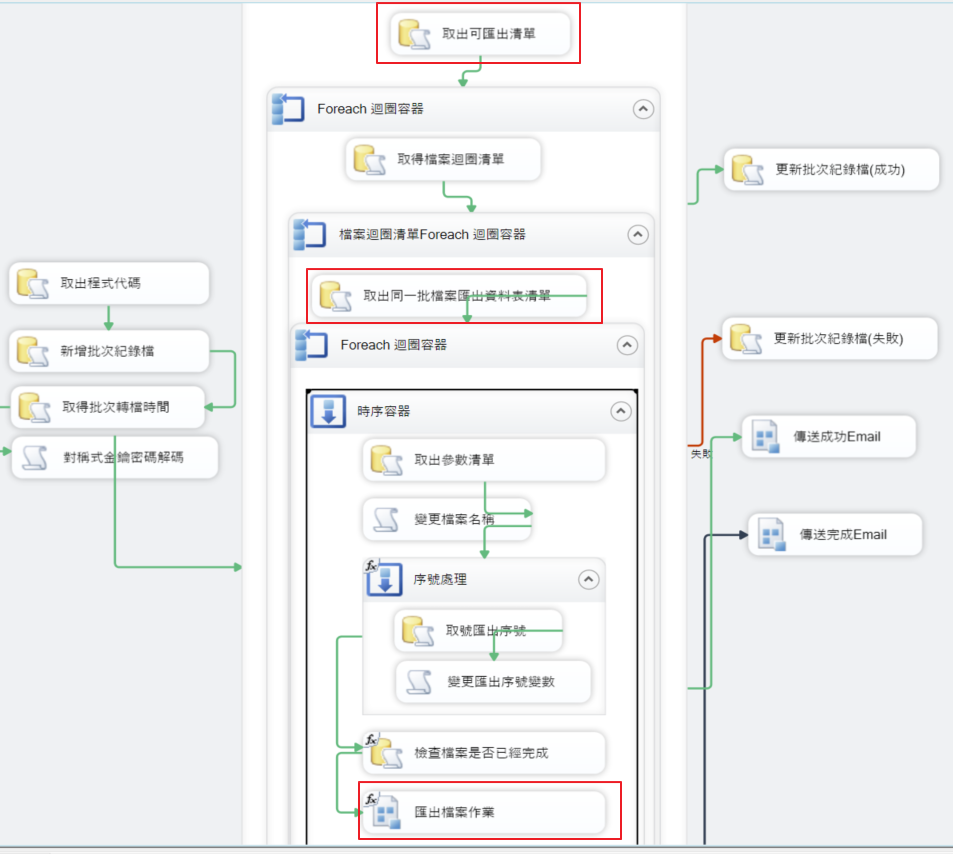 取出可匯出清單
Foreach 迴圈容器
取得檔案迴圈清單
更新批次紀錄檔(成功)
檔案迴圈清單Foreach 迴圈容器
取出程式代碼
取出同一批檔案匯出資料表清單
Foreach 迴圈容器
更新批次紀錄檔(失敗)
新增批次紀錄檔
取得批次轉檔時間
時序容器
傳送成功Email
對稱式金鑰密碼解碼
取出參數清單
失敗
變更檔案名稱
傳送完成Email
fx
序號處理
取號匯出序號
變更匯出序號變數
fx
檢查檔案是否已經完成
fx
匯出檔案作業